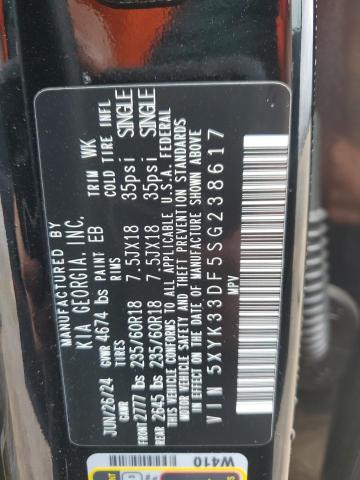 MANUFACTURED BY
KIA GEORGIA, INC.
JUN/26/24 GVWR 4674 lbs PAINT EB TRIM WK
GAWR TIRES RIMS COLD TIRE INFL
FRONT 2777 lbs 235/60R18 7.5JX18 35psi SINGLE
REAR 2645 lbs 235/60R18 7.5JX18 35psi SINGLE
THIS VEHICLE CONFORMS TO ALL APPLICABLE U.S.A. FEDERAL
MOTOR VEHICLE SAFETY,THEFT PREVENTION STANDARDS
IN EFFECT ON THE DATE OF MANUFACTURE SHOWN ABOVE
VIN 5XYK33DF5SG238617
MPV
W410